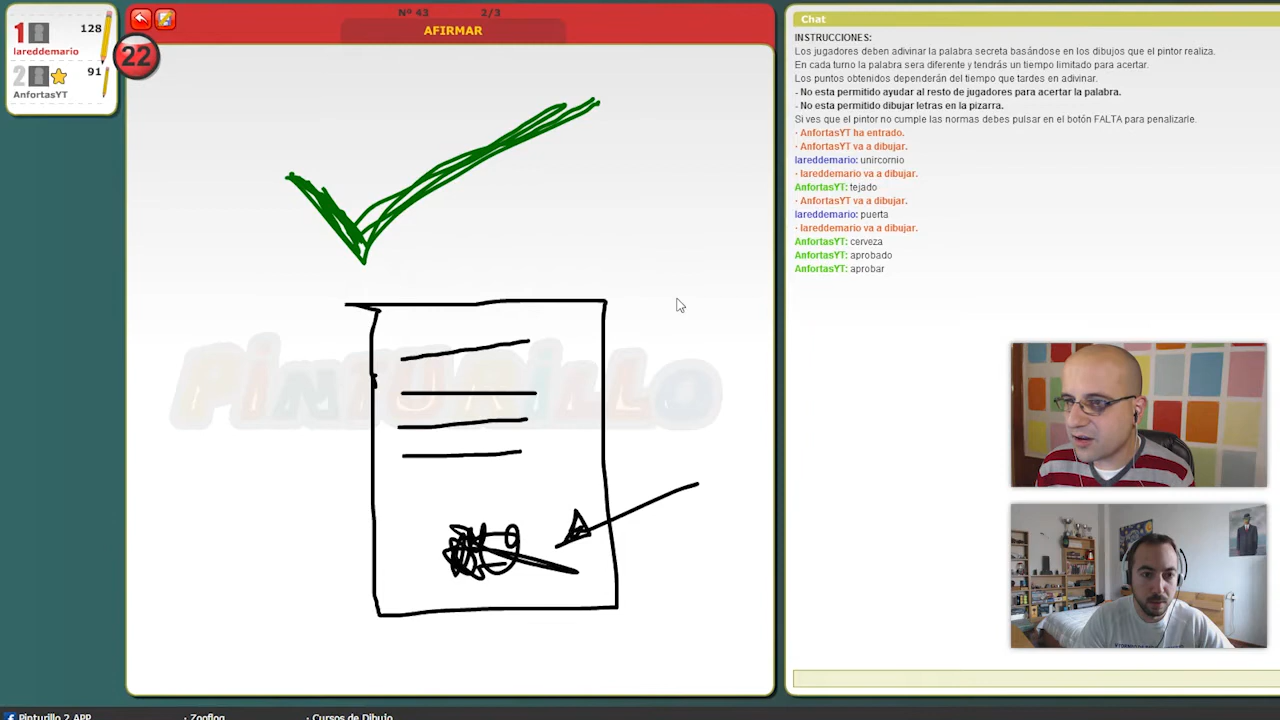 1
128
lareddemario
2
91
AnfortasYT
22
Nº 43
2/3
AFIRMAR
PINTURILLO
Chat
INSTRUCCIONES:
Los jugadores deben adivinar la palabra secreta basándose en los dibujos que el pintor realiza.
En cada turno la palabra sera diferente y tendrás un tiempo limitado para acertar.
Los puntos obtenidos dependerán del tiempo que tardes en adivinar.
- No esta permitido ayudar al resto de jugadores para acertar la palabra.
- No esta permitido dibujar letras en la pizarra.
Si ves que el pintor no cumple las normas debes pulsar en el botón FALTA para penalizarle.
· AnfortasYT ha entrado.
· AnfortasYT va a dibujar.
lareddemario: unircornio
· lareddemario va a dibujar.
AnfortasYT: tejado
· AnfortasYT va a dibujar.
lareddemario: puerta
· lareddemario va a dibujar.
AnfortasYT: cerveza
AnfortasYT: aprobado
AnfortasYT: aprobar
Pinturillo 2 APP
· Zooflog
· Cursos de Dibujo